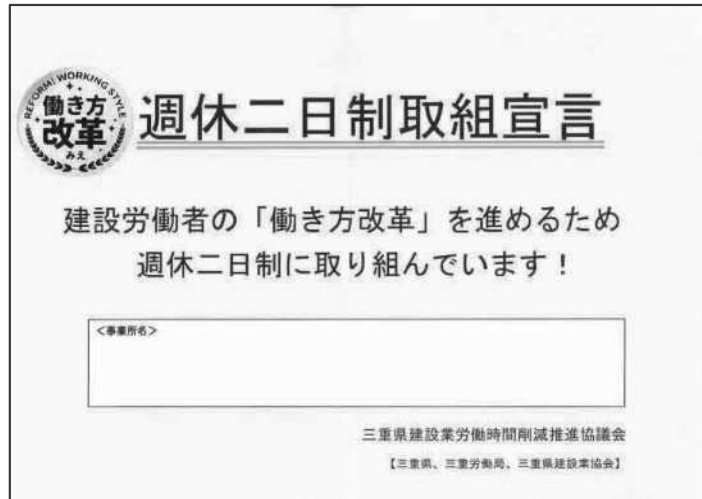 REFORM! WORKING STYLE
働き方
改革
みえ
週休二日制取組宣言
建設労働者の「働き方改革」を進めるため
週休二日制に取り組んでいます！
＜事業所名＞
三重県建設業労働時間削減推進協議会
【三重県、三重労働局、三重県建設業協会】